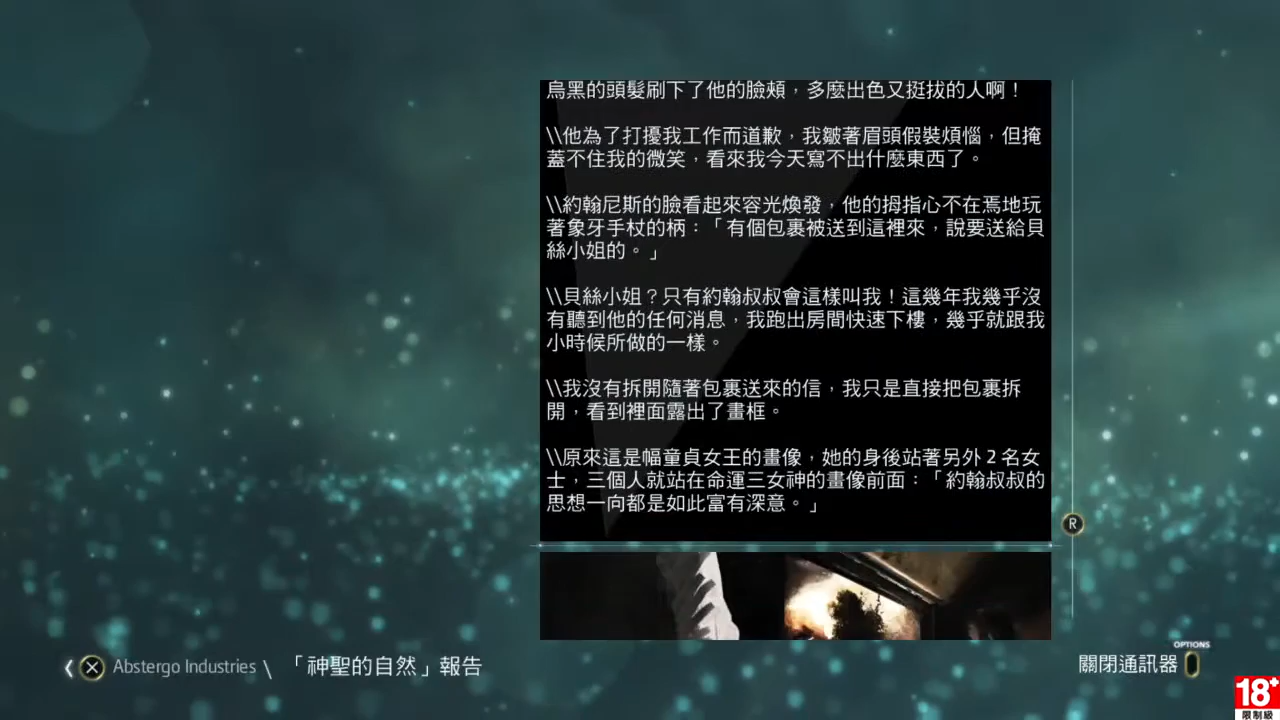 烏黑的頭髮刷下了他的臉頰，多麼出色又挺拔的人啊！
\\他為了打擾我工作而道歉，我皺著眉頭假裝煩惱，但掩
蓋不住我的微笑，看來我今天寫不出什麼東西了。
\\約翰尼斯的臉看起來容光煥發，他的拇指心不在焉地玩
著象牙手杖的柄：「有個包裹被送到這裡來，說要送給貝
絲小姐的。」
\\貝絲小姐？只有約翰叔叔會這樣叫我！這幾年我幾乎沒
有聽到他的任何消息，我跑出房間快速下樓，幾乎就跟我
小時候所做的一樣。
\\我沒有拆開隨著包裹送來的信，我只是直接把包裹拆
開，看到裡面露出了畫框。
\\原來這是幅童貞女王的畫像，她的身後站著另外 2 名女
士，三個人就站在命運三女神的畫像前面：「約翰叔叔的
思想一向都是如此富有深意。」
R
Abstergo Industries \ 「神聖的自然」報告
OPTIONS
關閉通訊器
18+
限制級